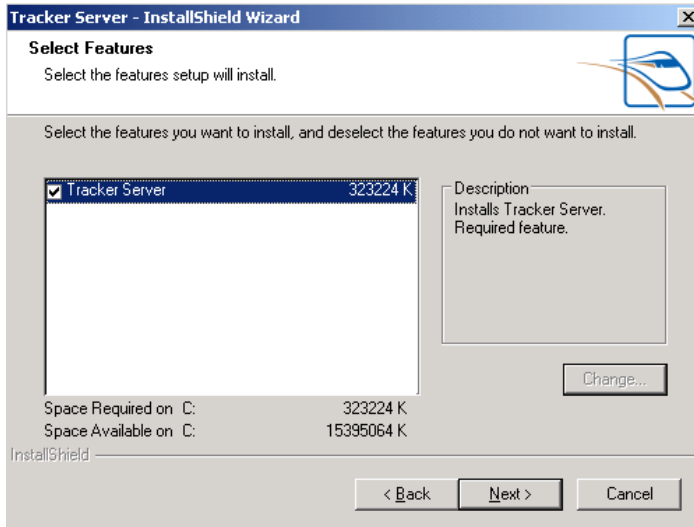 Tracker Server - InstallShield Wizard
Select Features
Select the features setup will install.
Select the features you want to install, and deselect the features you do not want to install.
Tracker Server 323224 K
Description
Installs Tracker Server.
Required feature.
Change...
Space Required on C: 323224 K
Space Available on C: 15395064 K
InstallShield
< Back
Next >
Cancel